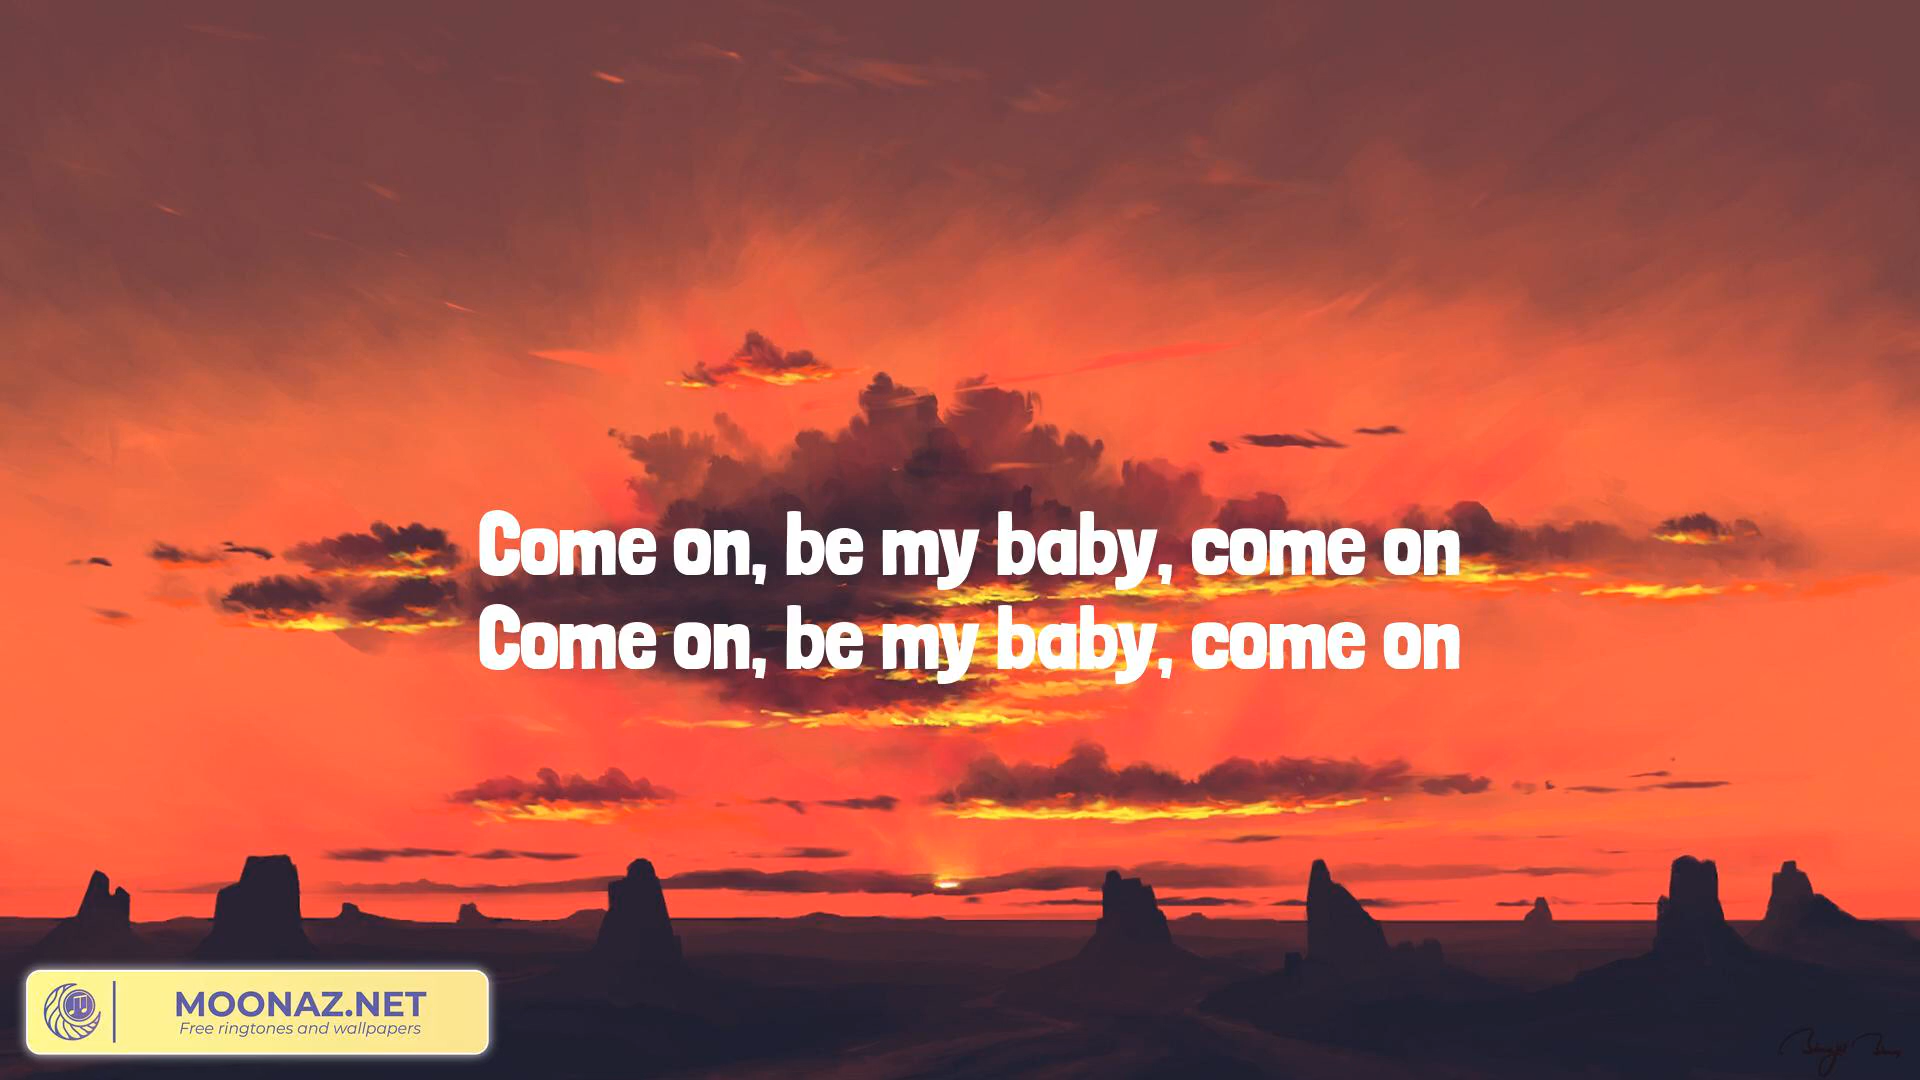 Come on, be my baby, come on
Come on, be my baby, come on
MOONAZ.NET
Free ringtones and wallpapers